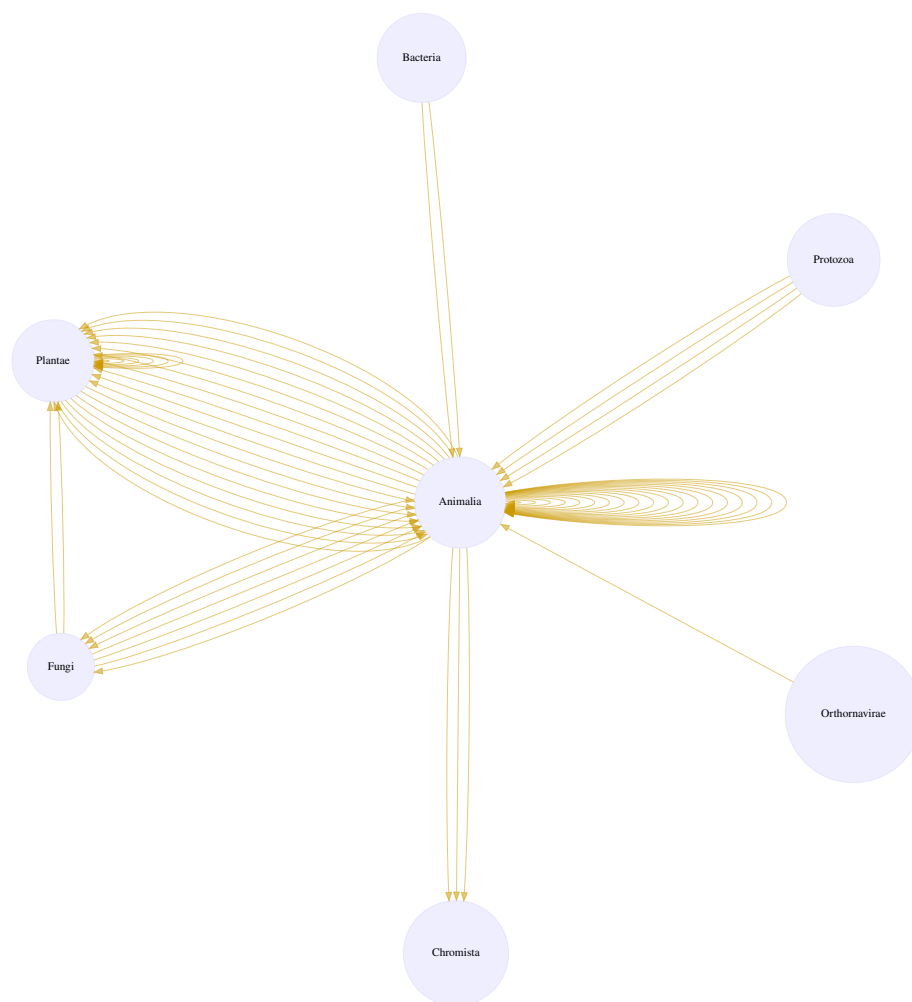 Bacteria
Protozoa
Plantae
Animalia
Fungi
Orthornavirae
Chromista